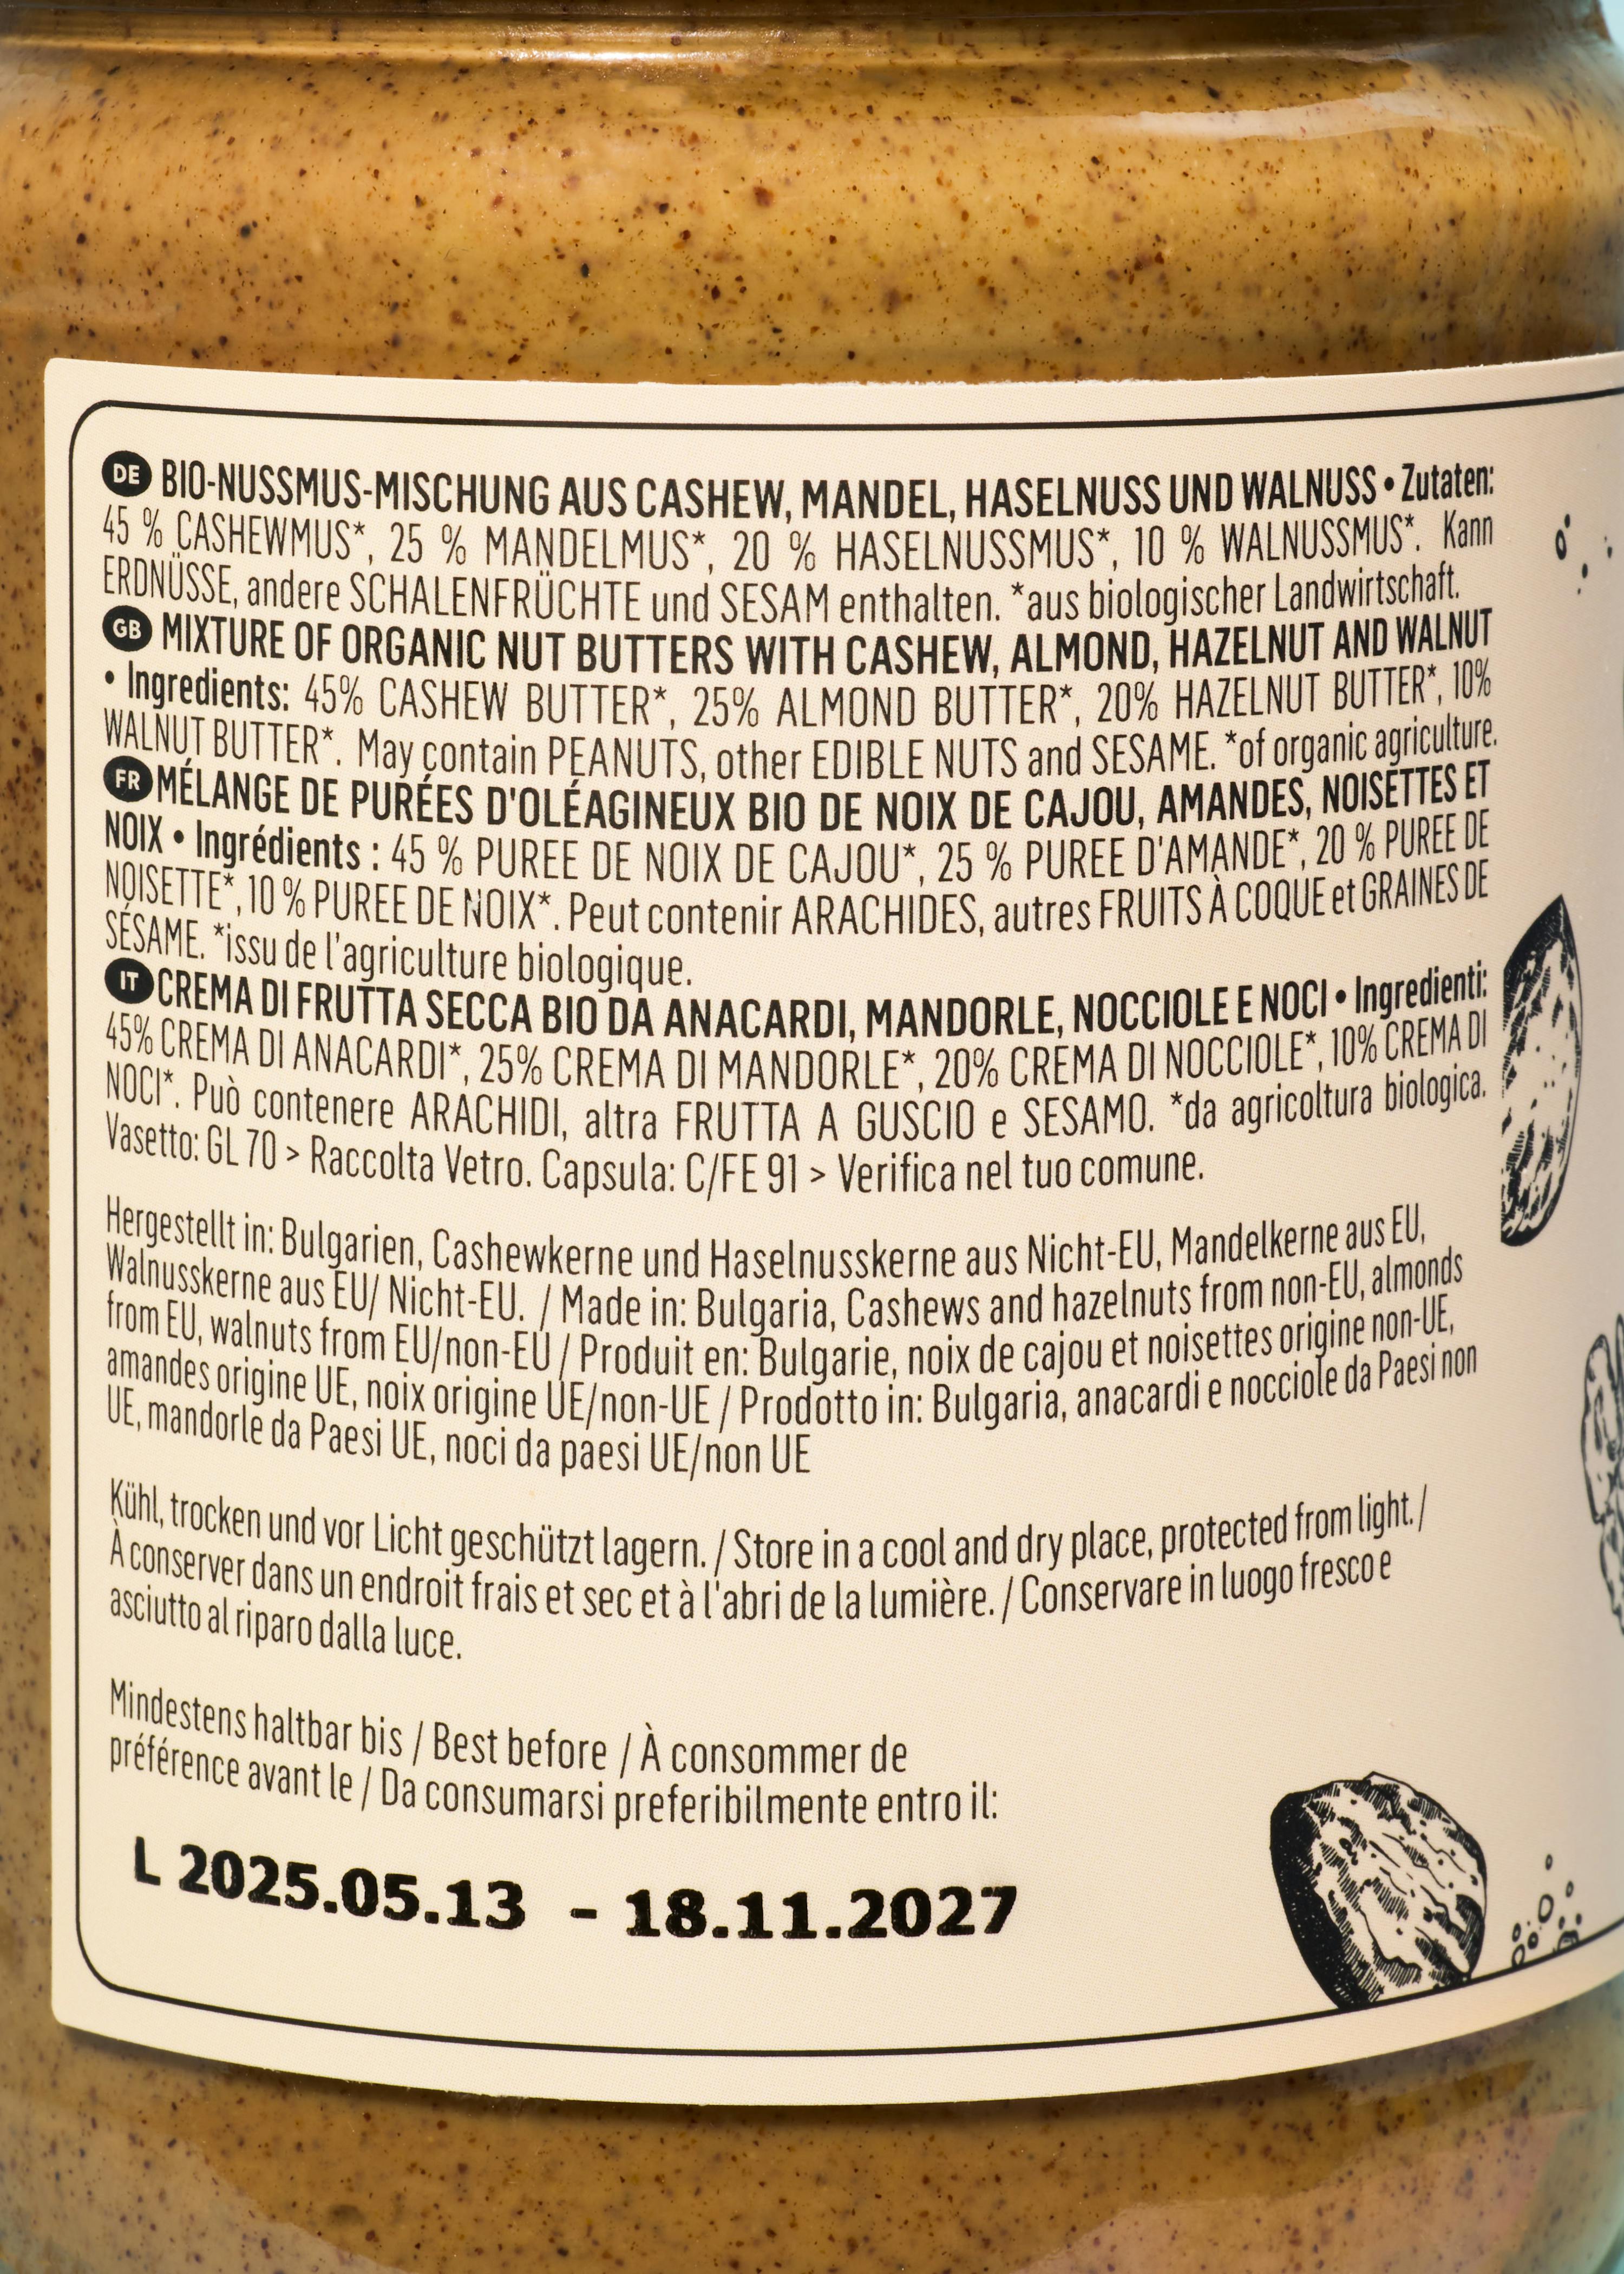 DE BIO-NUSSMUS-MISCHUNG AUS CASHEW, MANDEL, HASELNUSS UND WALNUSS • Zutaten:
45 % CASHEWMUS*, 25 % MANDELMUS*, 20 % HASELNUSSMUS*, 10 % WALNUSSMUS*. Kann
ERDNÜSSE, andere SCHALENFRÜCHTE und SESAM enthalten. *aus biologischer Landwirtschaft.
GB MIXTURE OF ORGANIC NUT BUTTERS WITH CASHEW, ALMOND, HAZELNUT AND WALNUT
• Ingredients: 45% CASHEW BUTTER*, 25% ALMOND BUTTER*, 20% HAZELNUT BUTTER*, 10%
WALNUT BUTTER*. May contain PEANUTS, other EDIBLE NUTS and SESAME. *of organic agriculture.
FR MÉLANGE DE PURÉES D'OLÉAGINEUX BIO DE NOIX DE CAJOU, AMANDES, NOISETTES ET
NOIX • Ingrédients : 45 % PUREE DE NOIX DE CAJOU*, 25 % PUREE D'AMANDE*, 20 % PUREE DE
NOISETTE*, 10 % PUREE DE NOIX*. Peut contenir ARACHIDES, autres FRUITS À COQUE et GRAINES DE
SÉSAME. *issu de l'agriculture biologique.
IT CREMA DI FRUTTA SECCA BIO DA ANACARDI, MANDORLE, NOCCIOLE E NOCI • Ingredienti:
45% CREMA DI ANACARDI*, 25% CREMA DI MANDORLE*, 20% CREMA DI NOCCIOLE*, 10% CREMA DI
NOCI*. Può contenere ARACHIDI, altra FRUTTA A GUSCIO e SESAMO. *da agricoltura biologica.
Vasetto: GL 70 > Raccolta Vetro. Capsula: C/FE 91 > Verifica nel tuo comune.
Hergestellt in: Bulgarien, Cashewkerne und Haselnusskerne aus Nicht-EU, Mandelkerne aus EU,
Walnusskerne aus EU/ Nicht-EU. / Made in: Bulgaria, Cashews and hazelnuts from non-EU, almonds
from EU, walnuts from EU/non-EU / Produit en: Bulgarie, noix de cajou et noisettes origine non-UE,
amandes origine UE, noix origine UE/non-UE / Prodotto in: Bulgaria, anacardi e nocciole da Paesi non
UE, mandorle da Paesi UE, noci da paesi UE/non UE
Kühl, trocken und vor Licht geschützt lagern. / Store in a cool and dry place, protected from light. /
À conserver dans un endroit frais et sec et à l'abri de la lumière. / Conservare in luogo fresco e
asciutto al riparo dalla luce.
Mindestens haltbar bis / Best before / À consommer de
préférence avant le / Da consumarsi preferibilmente entro il:
L 2025.05.13 - 18.11.2027